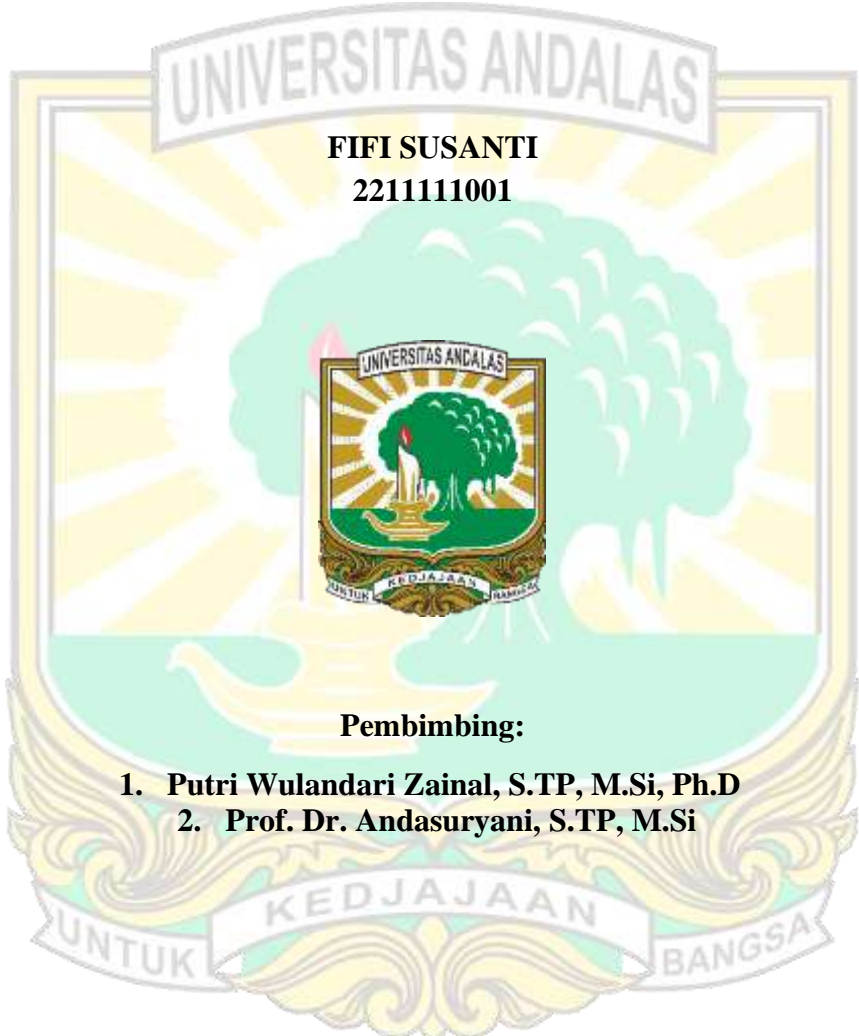 UNIVERSITAS ANDALAS
FIFI SUSANTI
2211111001
UNIVERSITAS ANDALAS
UNTUK KEDJAJAAN BANGSA
Pembimbing:
1. Putri Wulandari Zainal, S.TP, M.Si, Ph.D
2. Prof. Dr. Andasuryani, S.TP, M.Si
UNTUK KEDJAJAAN BANGSA